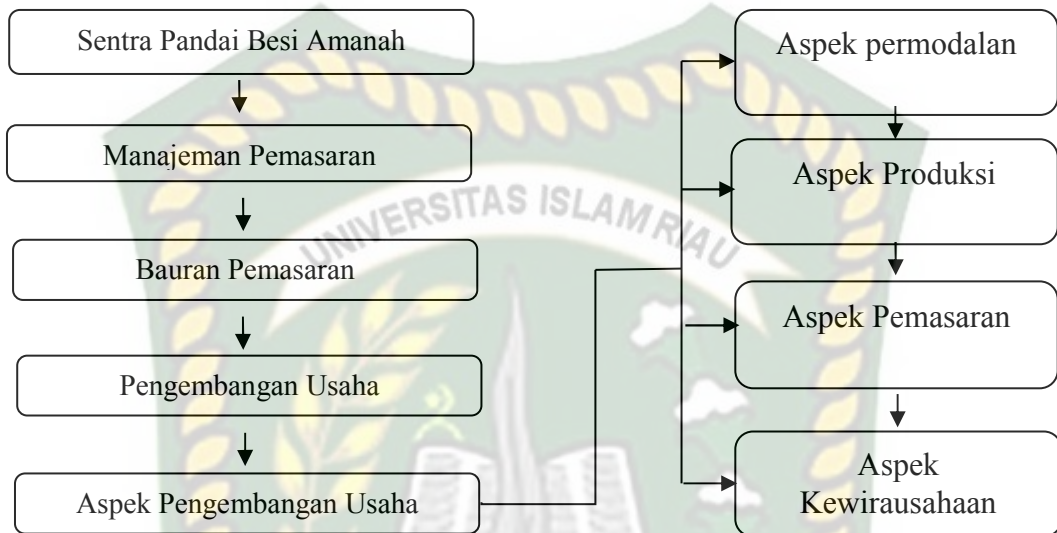 Sentra Pandai Besi Amanah
Manajeman Pemasaran
Bauran Pemasaran
Pengembangan Usaha
Aspek Pengembangan Usaha
Aspek permodalan
Aspek Produksi
Aspek Pemasaran
Aspek
Kewirausahaan
UNIVERSITAS ISLAM RIAU